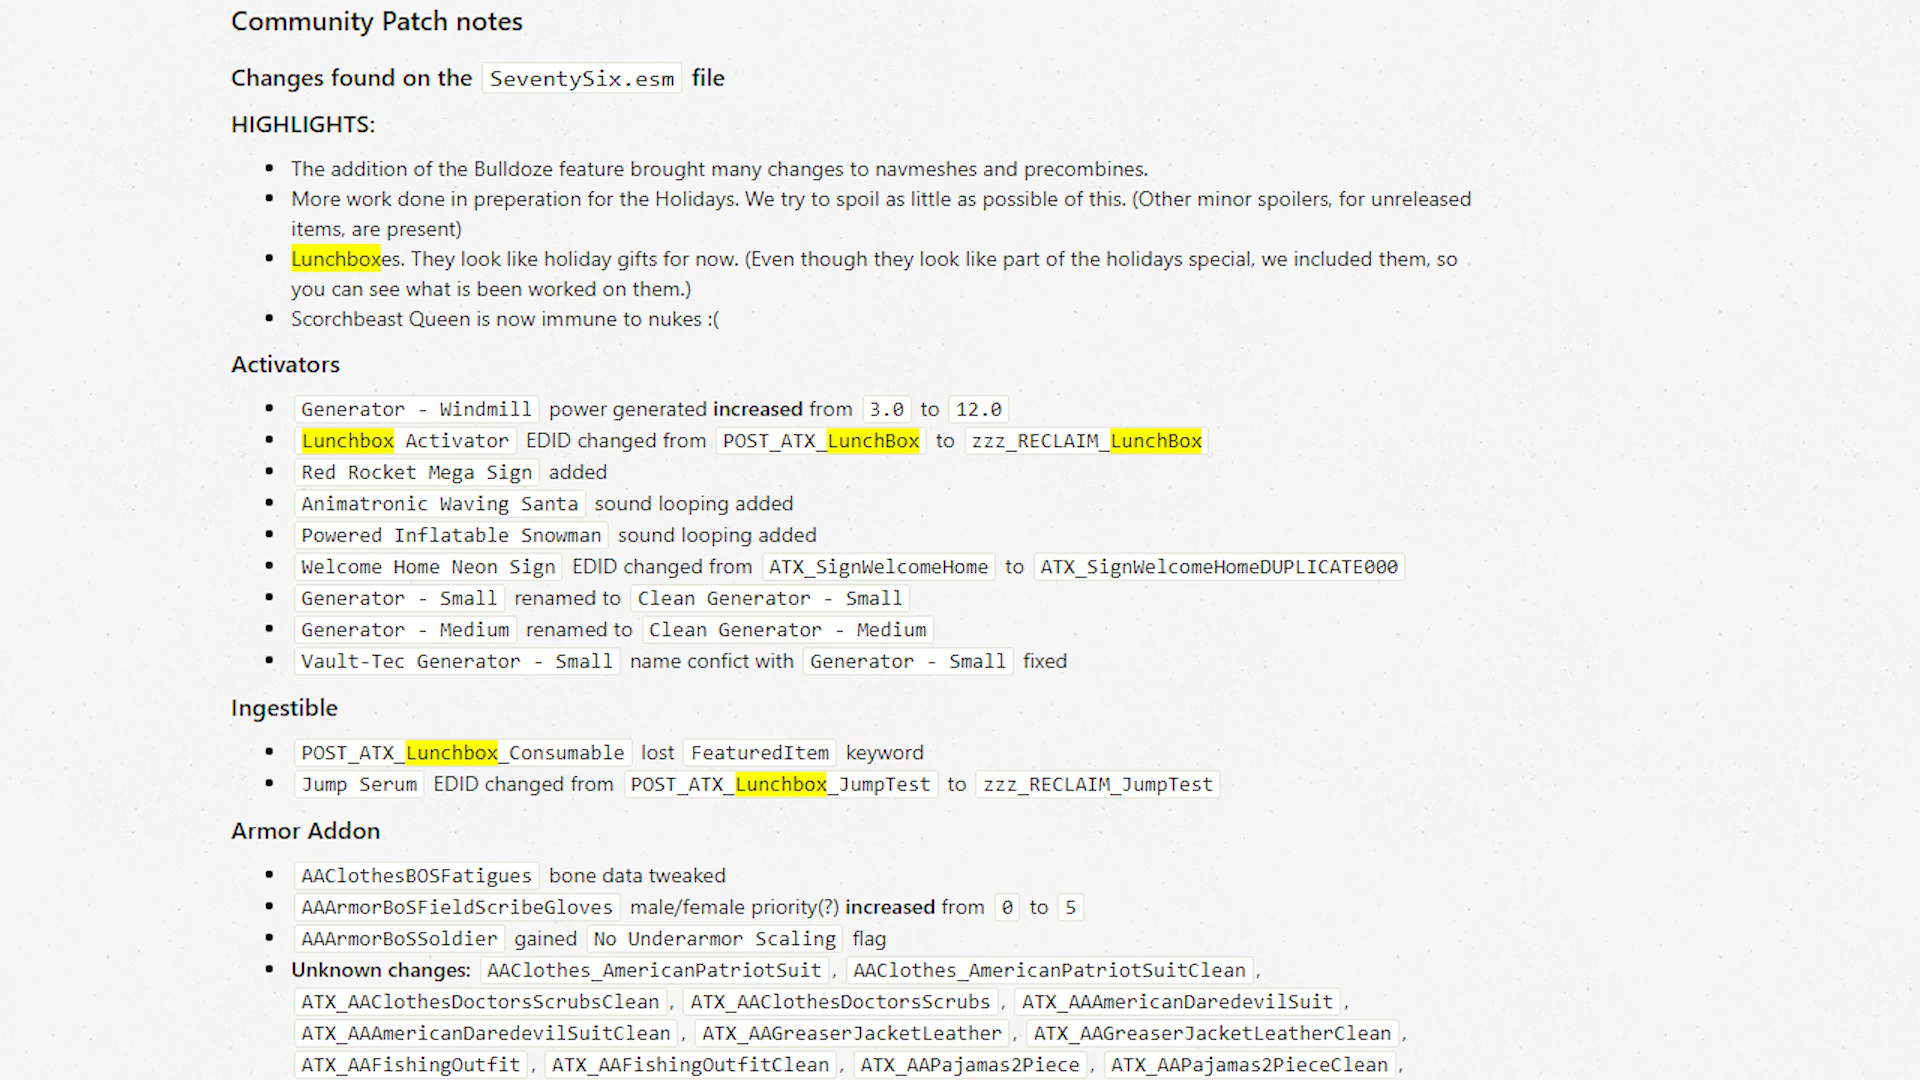 Community Patch notes
Changes found on the SeventySix.esm file
HIGHLIGHTS:
The addition of the Bulldoze feature brought many changes to navmeshes and precombines.
More work done in preperation for the Holidays. We try to spoil as little as possible of this. (Other minor spoilers, for unreleased
items, are present)
Lunchboxes. They look like holiday gifts for now. (Even though they look like part of the holidays special, we included them, so
you can see what is been worked on them.)
Scorchbeast Queen is now immune to nukes :(
Activators
Generator - Windmill power generated increased from 3.0 to 12.0
Lunchbox Activator EDID changed from POST_ATX_LunchBox to zzz_RECLAIM_LunchBox
Red Rocket Mega Sign added
Animatronic Waving Santa sound looping added
Powered Inflatable Snowman sound looping added
Welcome Home Neon Sign EDID changed from ATX_SignWelcomeHome to ATX_SignWelcomeHomeDUPLICATE000
Generator - Small renamed to Clean Generator - Small
Generator - Medium renamed to Clean Generator - Medium
Vault-Tec Generator - Small name confict with Generator - Small fixed
Ingestible
POST_ATX_Lunchbox_Consumable lost FeaturedItem keyword
Jump Serum EDID changed from POST_ATX_Lunchbox_JumpTest to zzz_RECLAIM_JumpTest
Armor Addon
AAClothesBOSFatigues bone data tweaked
AAArmorBoSFieldScribeGloves male/female priority(?) increased from 0 to 5
AAArmorBoSSoldier gained No Underarmor Scaling flag
Unknown changes: AAClothes_AmericanPatriotSuit, AAClothes_AmericanPatriotSuitClean,
ATX_AAClothesDoctorsScrubsClean, ATX_AAClothesDoctorsScrubs, ATX_AAAmericanDaredevilSuit,
ATX_AAAmericanDaredevilSuitClean, ATX_AAGreaserJacketLeather, ATX_AAGreaserJacketLeatherClean,
ATX_AAFishingOutfit, ATX_AAFishingOutfitClean, ATX_AAPajamas2Piece, ATX_AAPajamas2PieceClean,